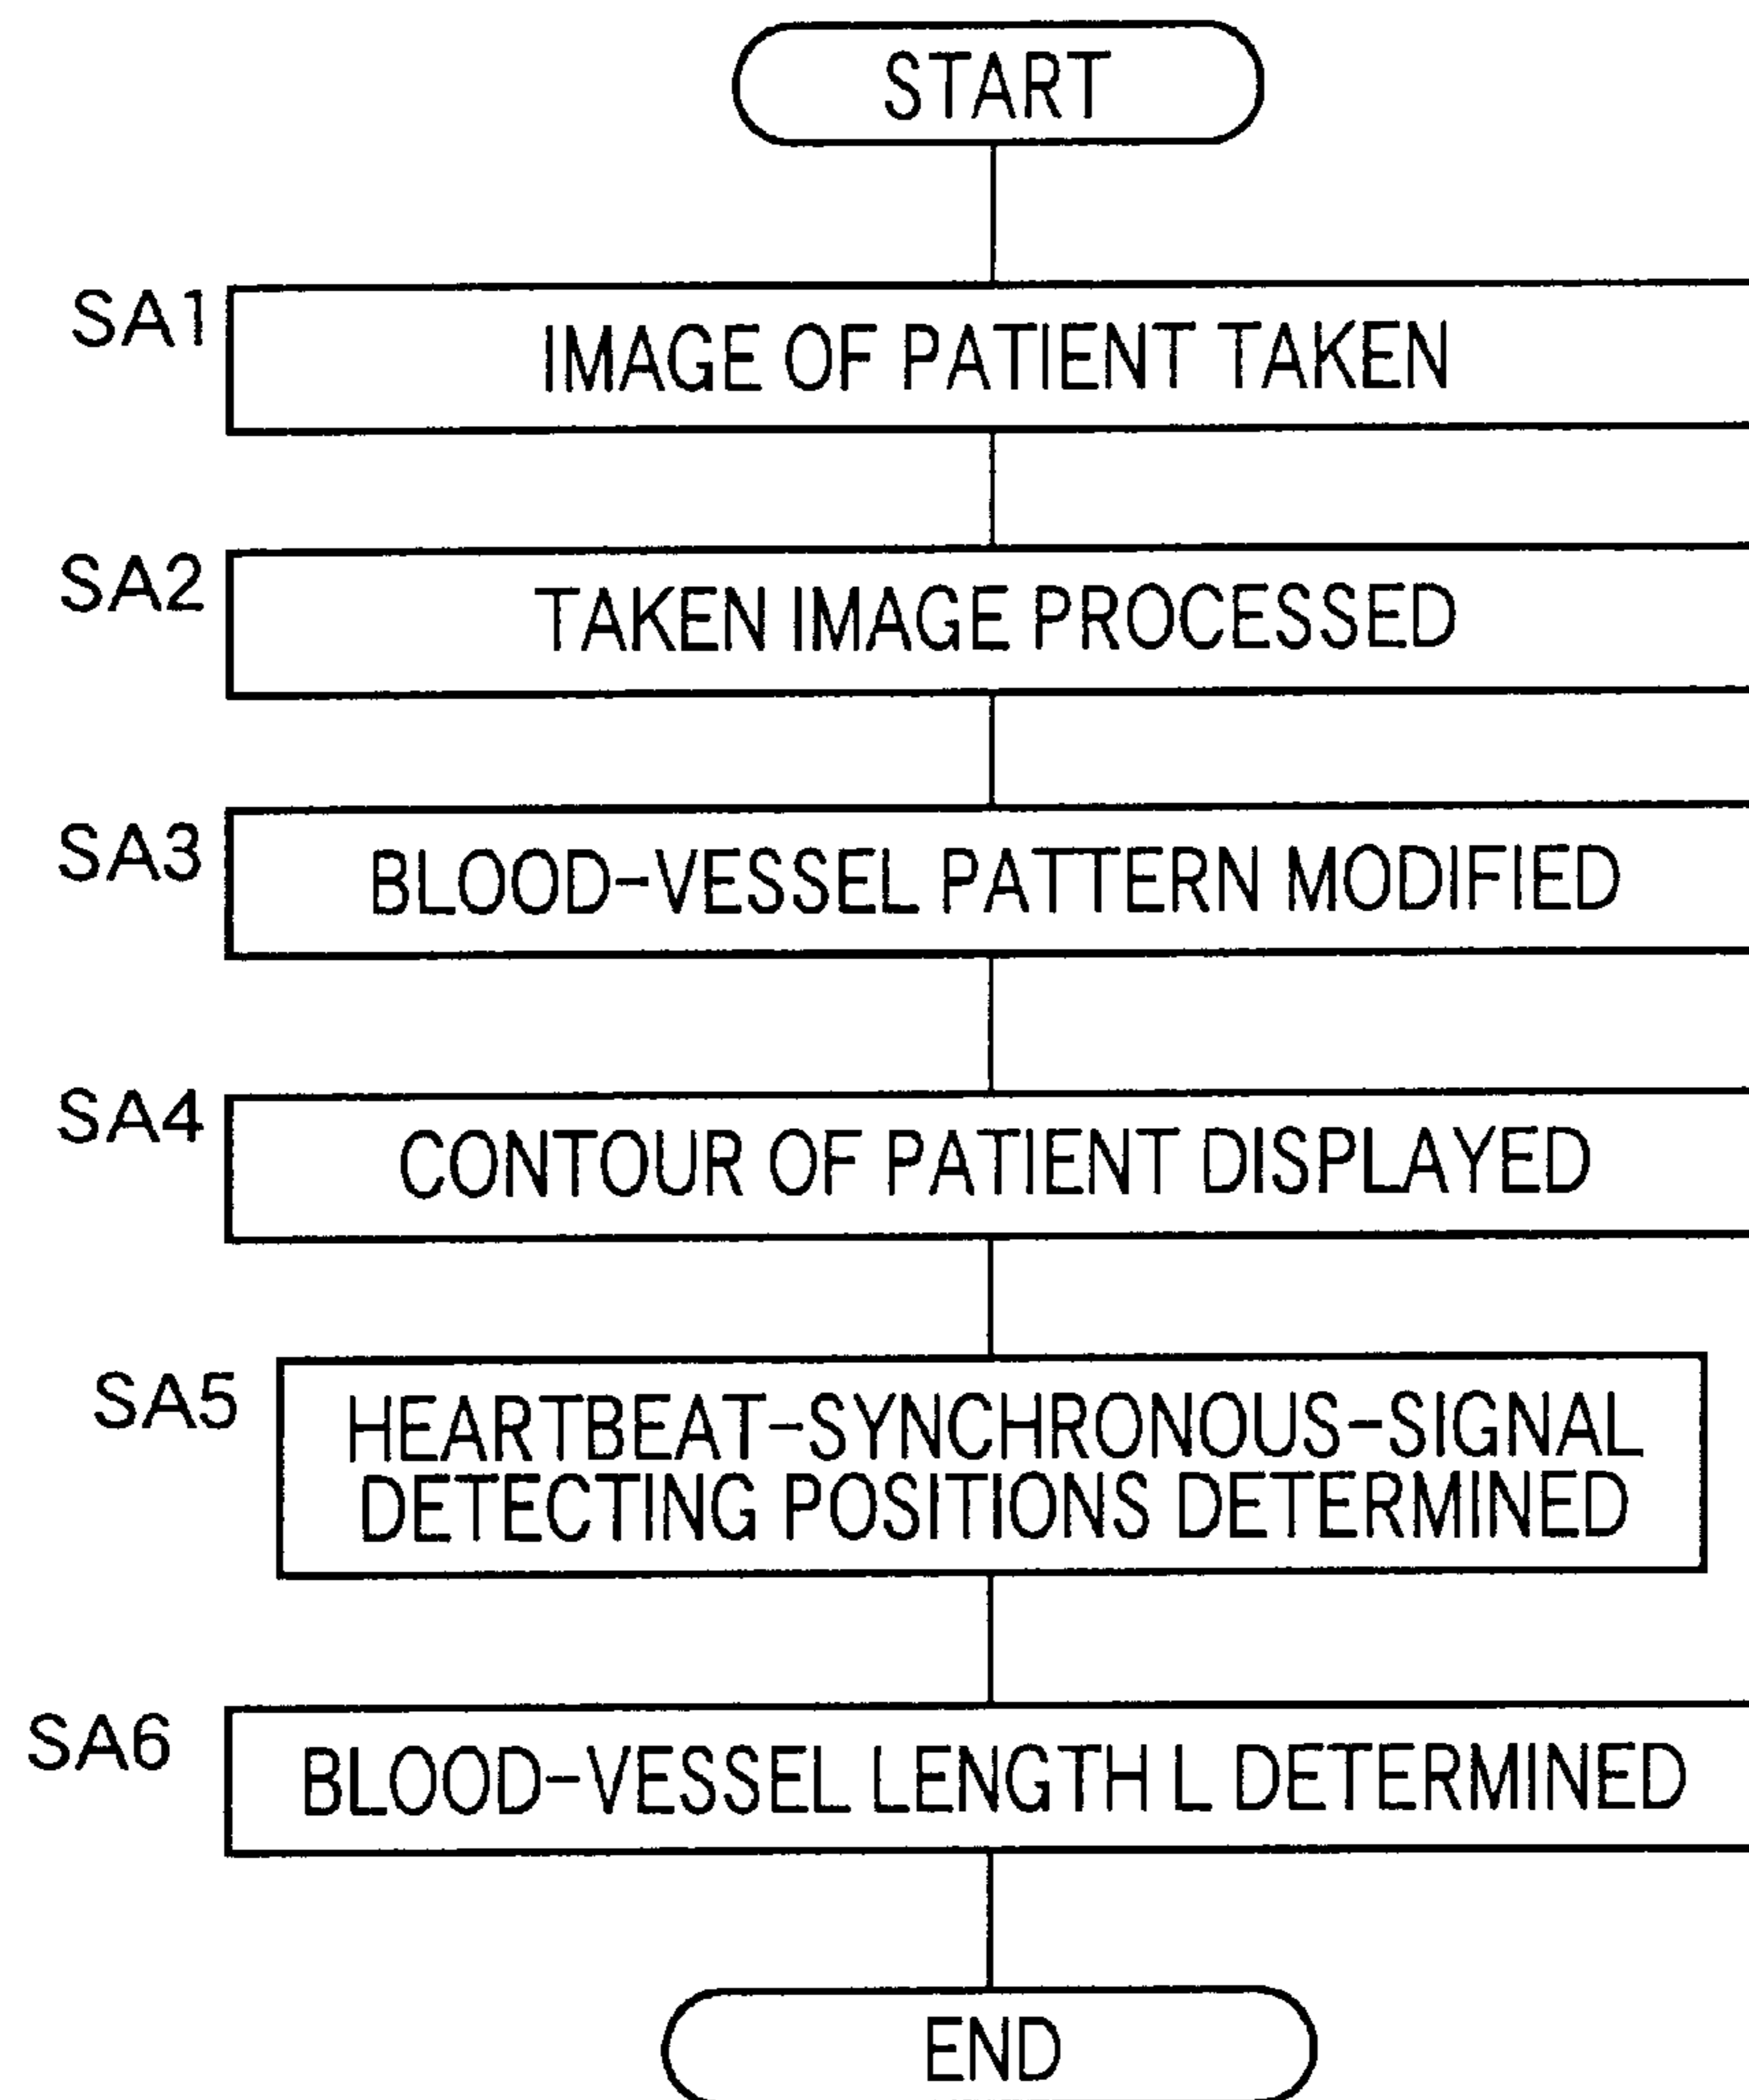 START
SA1
IMAGE OF PATIENT TAKEN
SA2
TAKEN IMAGE PROCESSED
SA3
BLOOD-VESSEL PATTERN MODIFIED
SA4
CONTOUR OF PATIENT DISPLAYED
SA5
HEARTBEAT-SYNCHRONOUS-SIGNAL
DETECTING POSITIONS DETERMINED
SA6
BLOOD-VESSEL LENGTH L DETERMINED
END